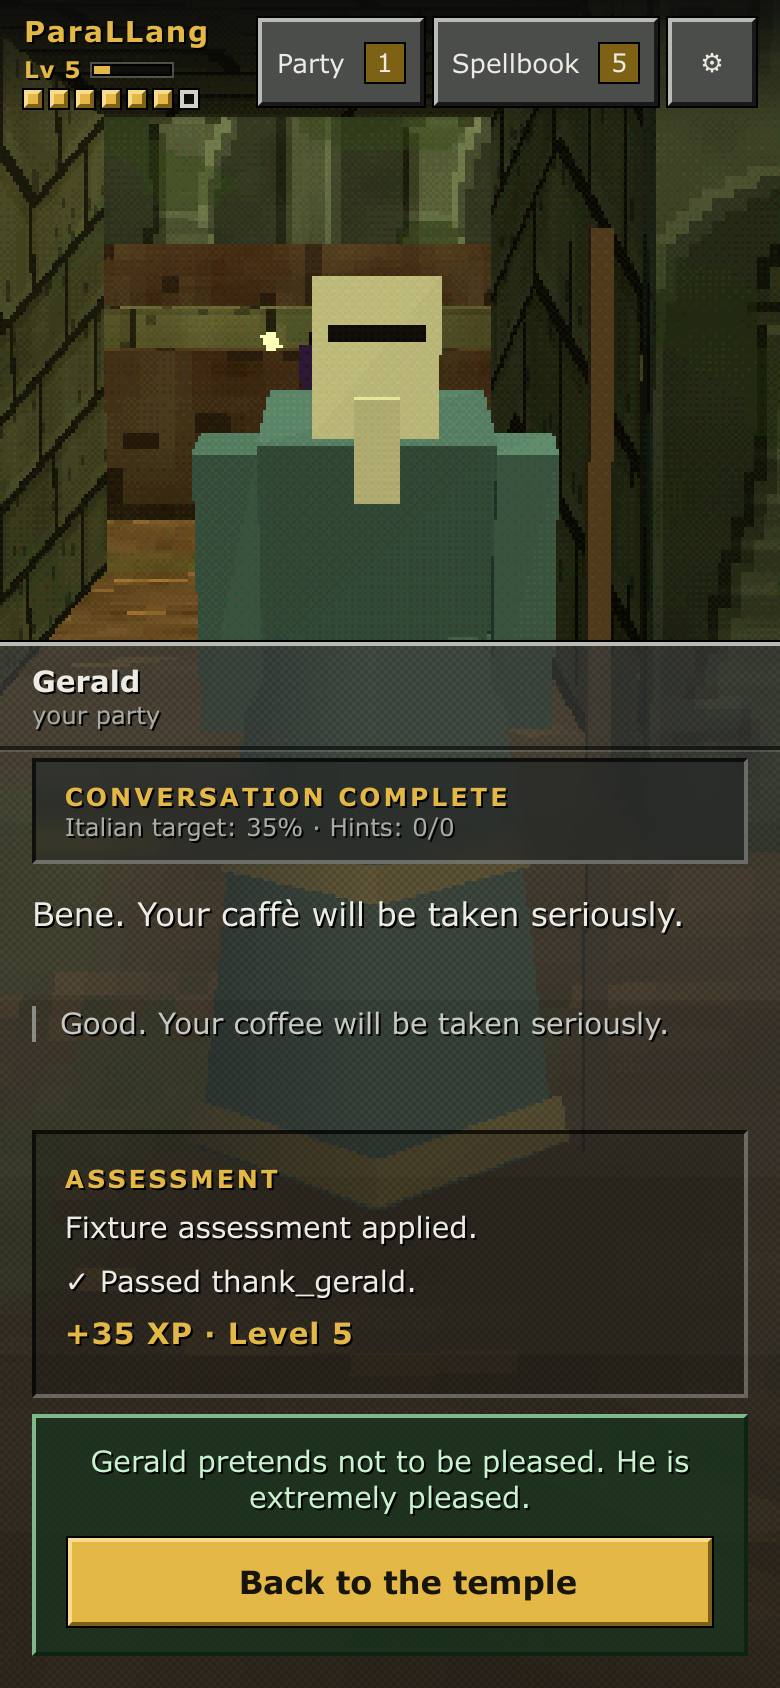 ParaLLang
Lv 5
Party 1
Spellbook 5
⚙
Gerald
your party
CONVERSATION COMPLETE
Italian target: 35% · Hints: 0/0
Bene. Your caffè will be taken seriously.
Good. Your coffee will be taken seriously.
ASSESSMENT
Fixture assessment applied.
✓ Passed thank_gerald.
+35 XP · Level 5
Gerald pretends not to be pleased. He is
extremely pleased.
Back to the temple